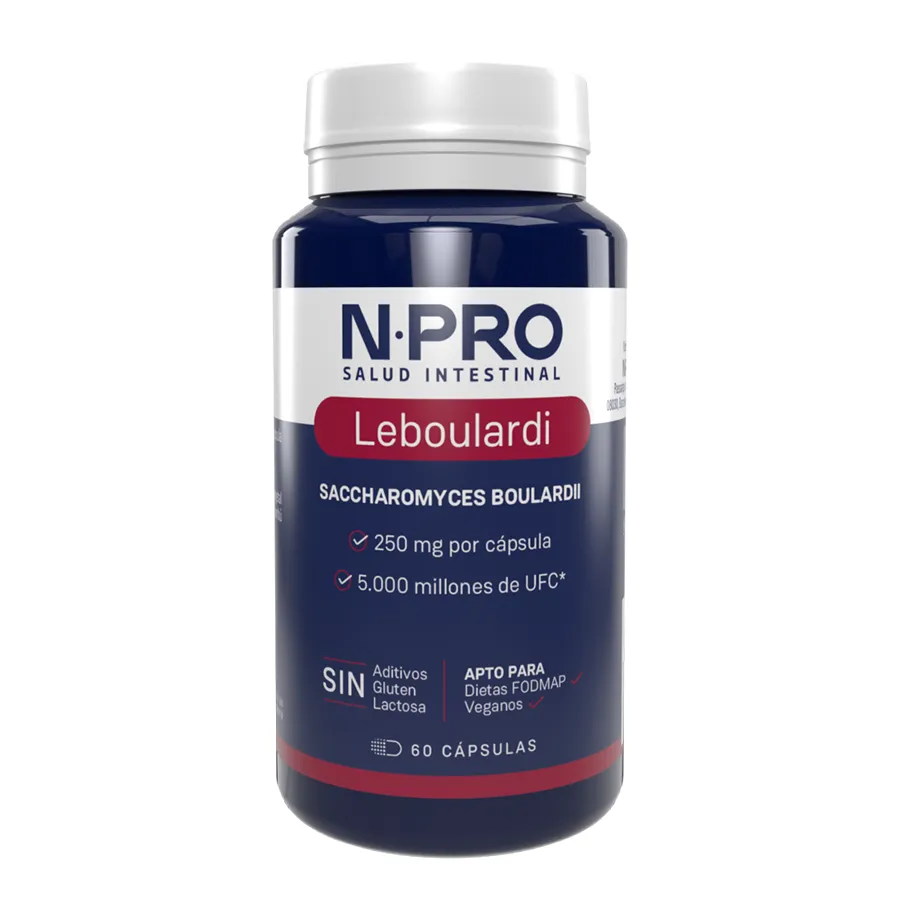 N·PRO
SALUD INTESTINAL
Leboulardi
SACCHAROMYCES BOULARDII
250 mg por cápsula
5.000 millones de UFC*
SIN
Aditivos
Gluten
Lactosa
APTO PARA
Dietas FODMAP
Veganos
60 CÁPSULAS